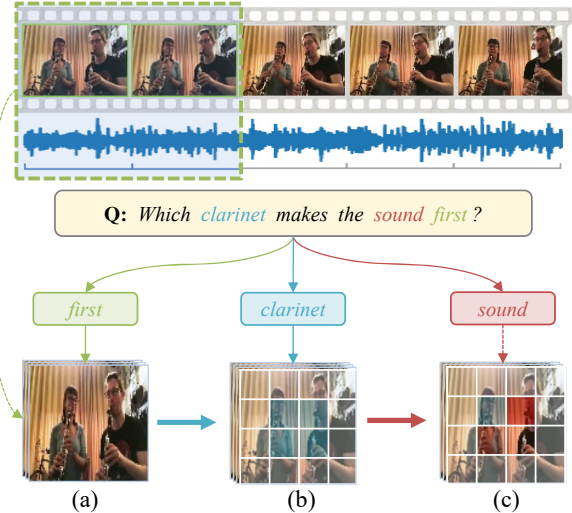 Q: Which clarinet makes the sound first ?
first clarinet sound
(a) (b) (c)